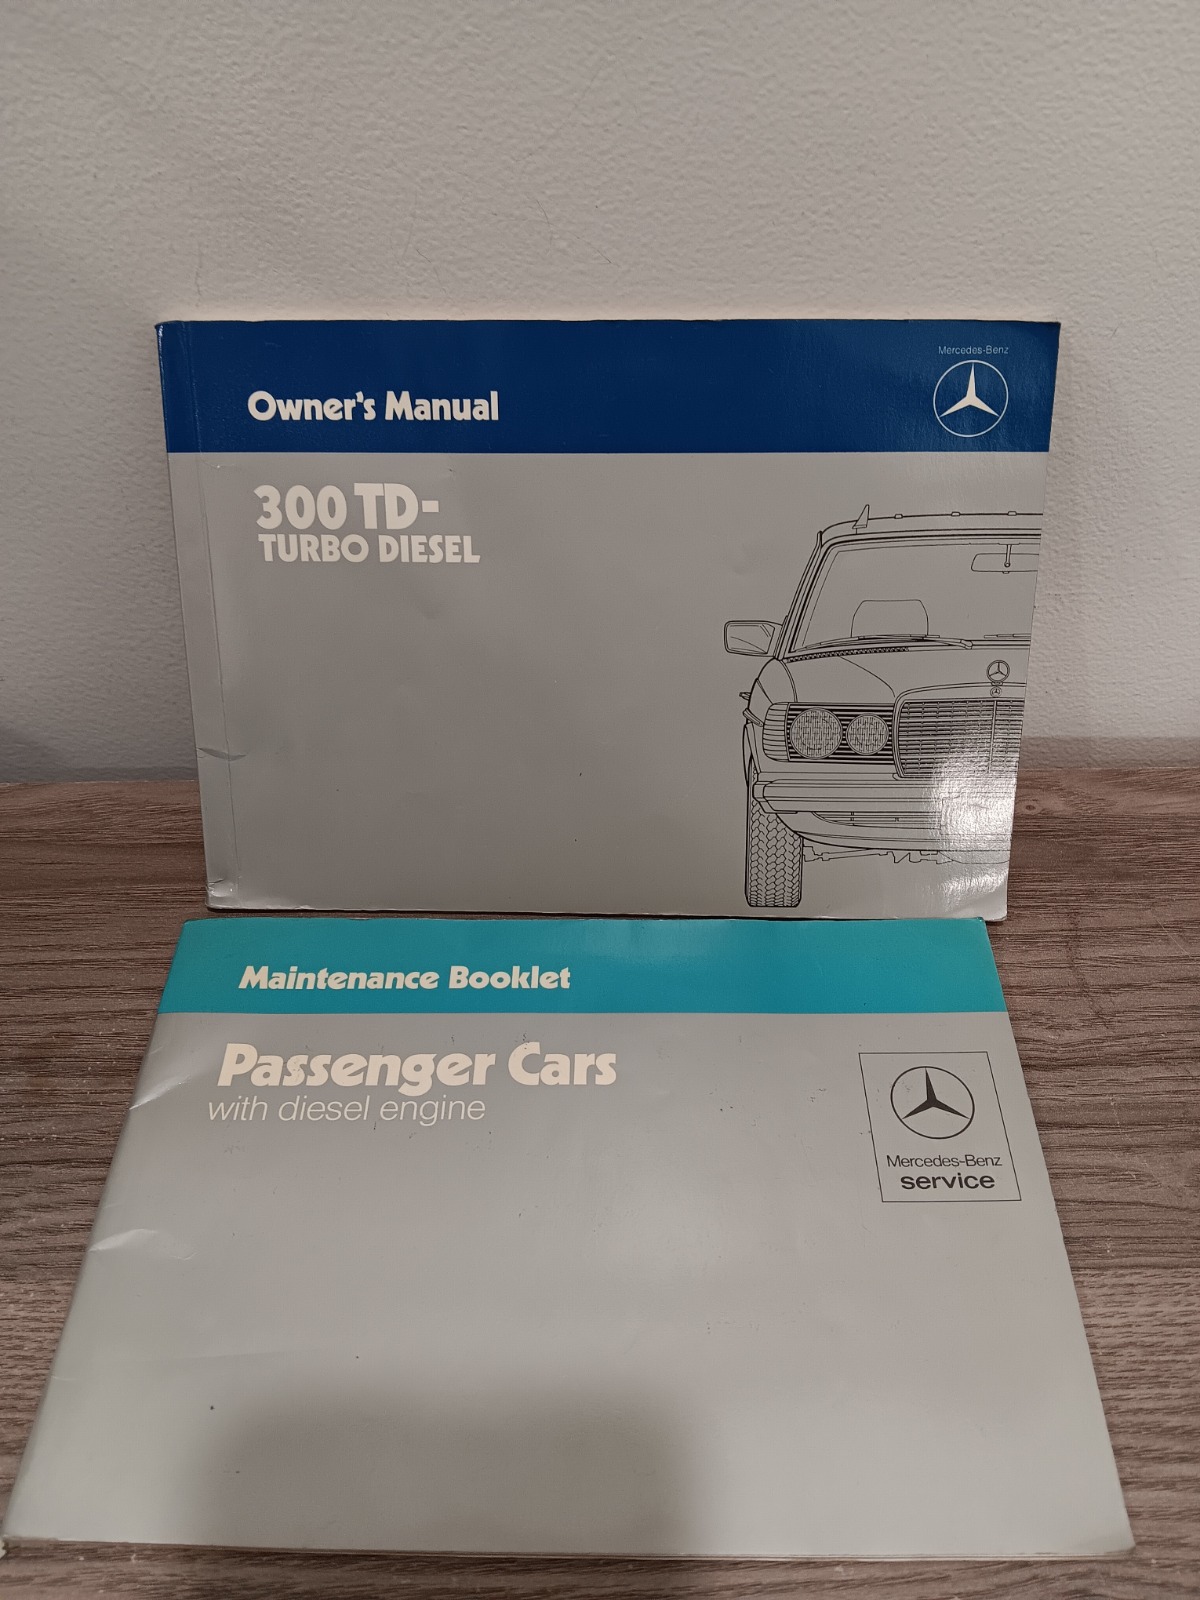 Mercedes-Benz
Owner's Manual
300 TD-
TURBO DIESEL
Maintenance Booklet
Passenger Cars
with diesel engine
Mercedes-Benz
service